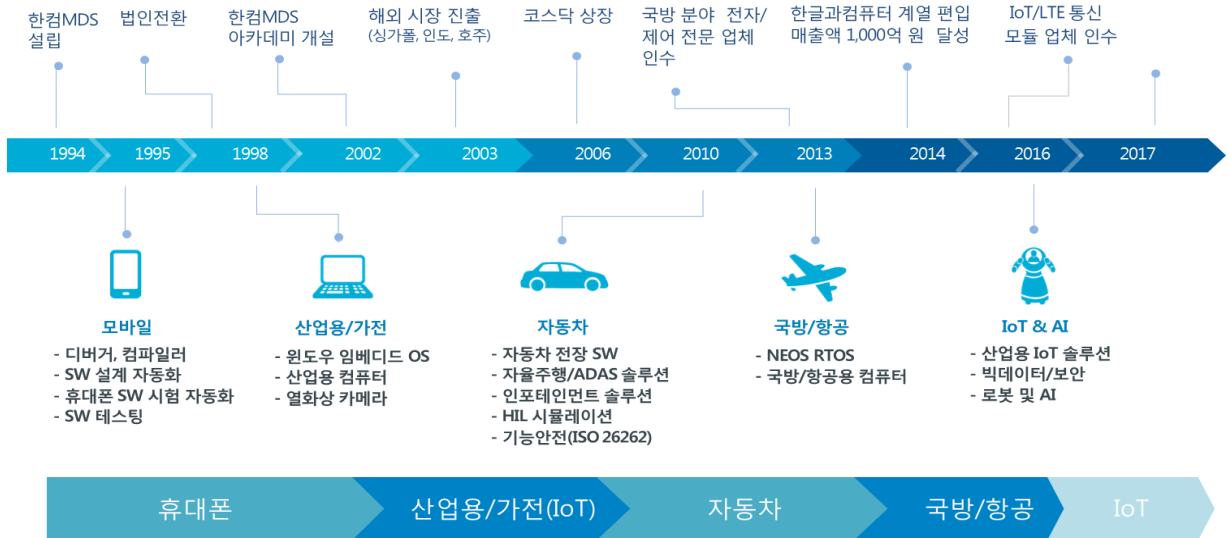 한컴MDS
설립
법인전환
한컴MDS
아카데미 개설
해외 시장 진출
(싱가폴, 인도, 호주)
코스닥 상장
국방 분야 전자/
제어 전문 업체
인수
한글과컴퓨터 계열 편입
매출액 1,000억 원 달성
IoT/LTE 통신
모듈 업체 인수
1994
1995
1998
2002
2003
2006
2010
2013
2014
2016
2017
모바일
- 디버거, 컴파일러
- SW 설계 자동화
- 휴대폰 SW 시험 자동화
- SW 테스팅
산업용/가전
- 윈도우 임베디드 OS
- 산업용 컴퓨터
- 열화상 카메라
자동차
- 자동차 전장 SW
- 자율주행/ADAS 솔루션
- 인포테인먼트 솔루션
- HIL 시뮬레이션
- 기능안전(ISO 26262)
국방/항공
- NEOS RTOS
- 국방/항공용 컴퓨터
IoT & AI
- 산업용 IoT 솔루션
- 빅데이터/보안
- 로봇 및 AI
휴대폰
산업용/가전(IoT)
자동차
국방/항공
IoT